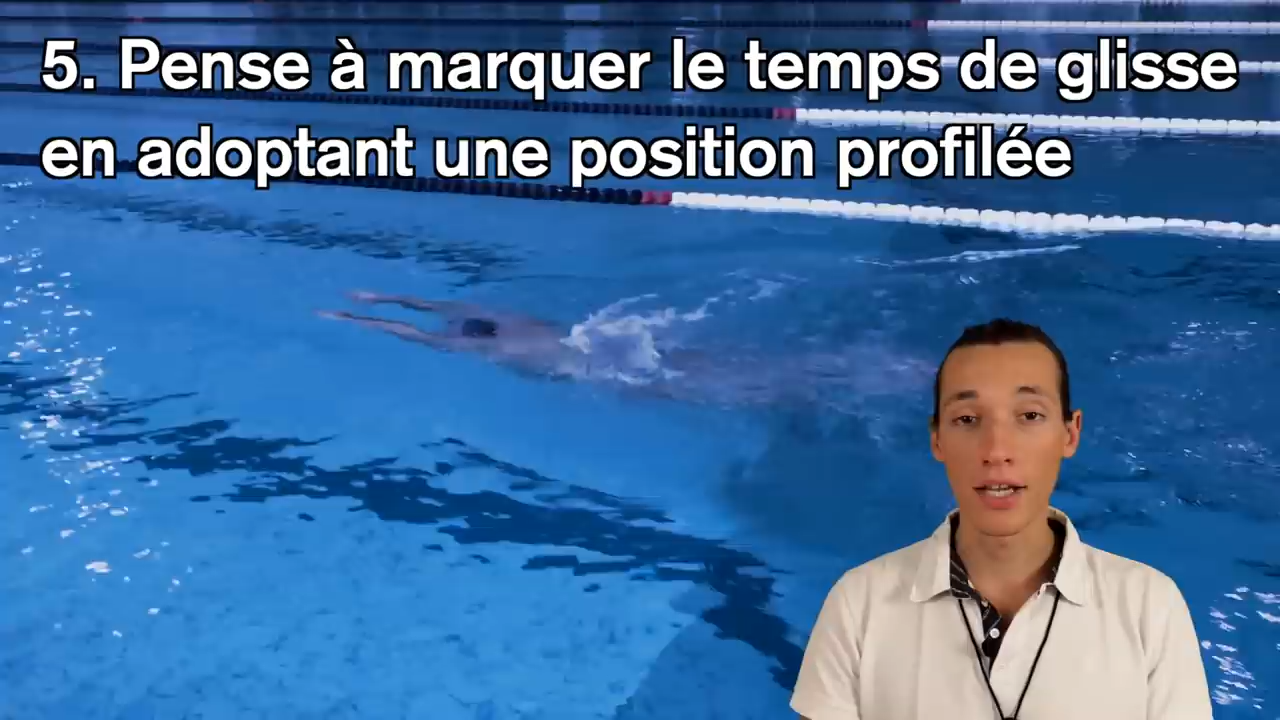 5. Pense à marquer le temps de glisse
en adoptant une position profilée